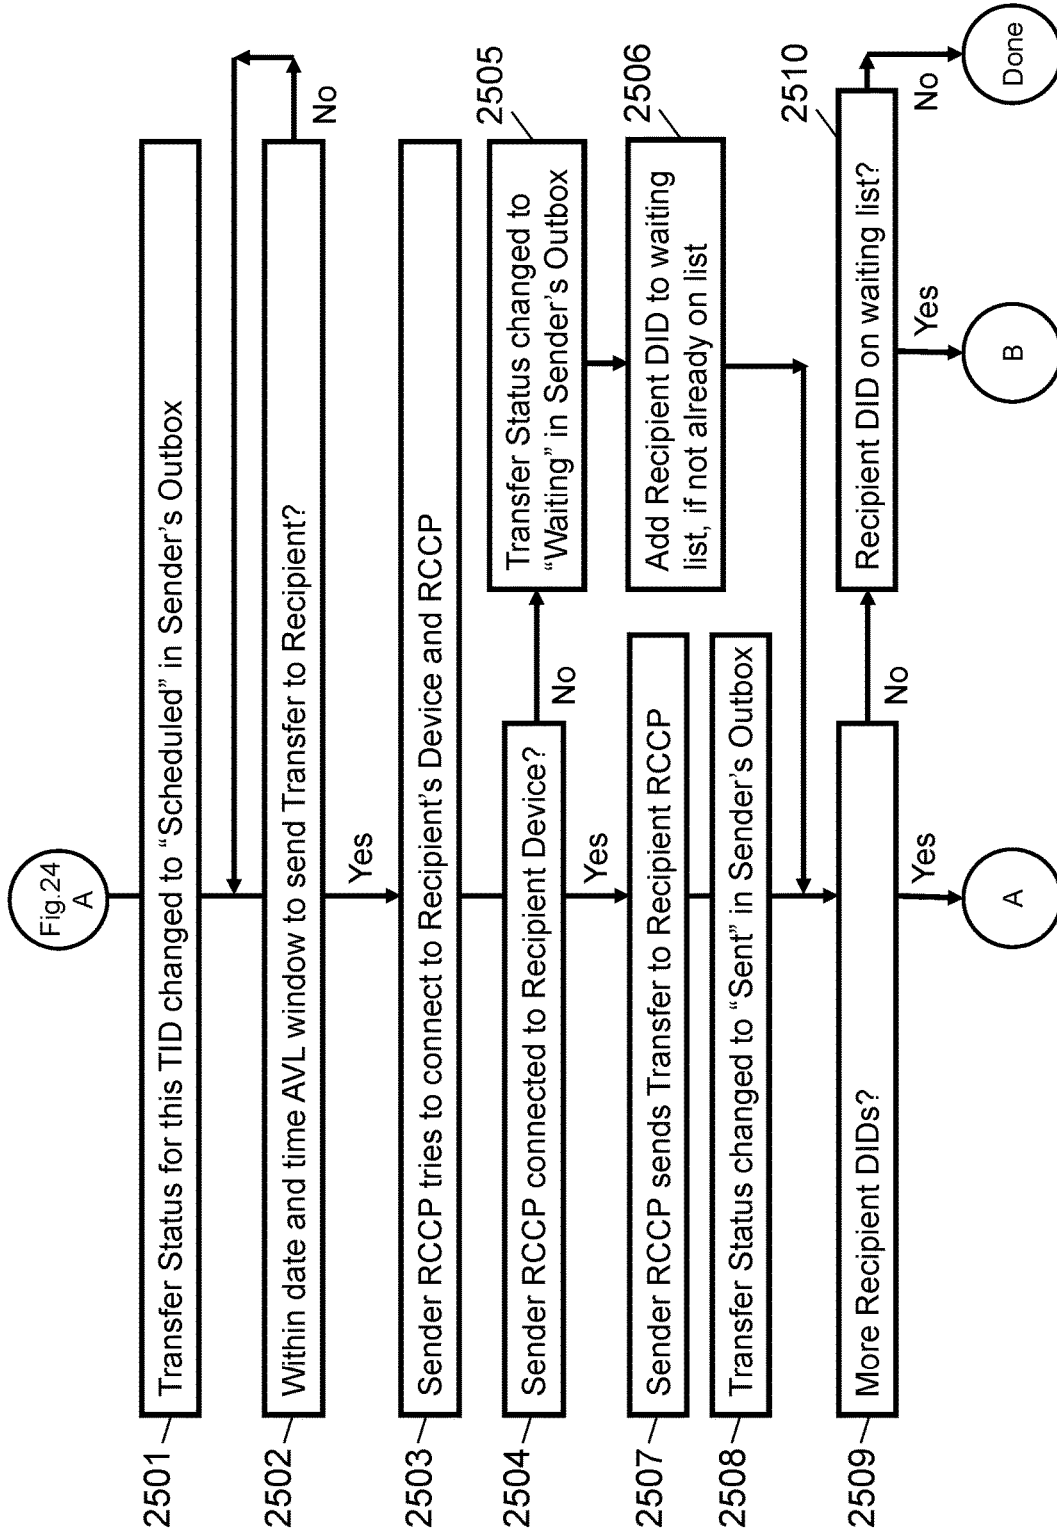 Fig.24
A
2501
Transfer Status for this TID changed to “Scheduled” in Sender’s Outbox
2502
Within date and time AVL window to send Transfer to Recipient?
No
Yes
2503
Sender RCCP tries to connect to Recipient’s Device and RCCP
2504
Sender RCCP connected to Recipient Device?
No
Yes
2505
Transfer Status changed to
“Waiting” in Sender’s Outbox
2506
Add Recipient DID to waiting
list, if not already on list
2507
Sender RCCP sends Transfer to Recipient RCCP
2508
Transfer Status changed to “Sent” in Sender’s Outbox
2509
More Recipient DIDs?
No
Yes
2510
Recipient DID on waiting list?
No
Yes
A
B
Done